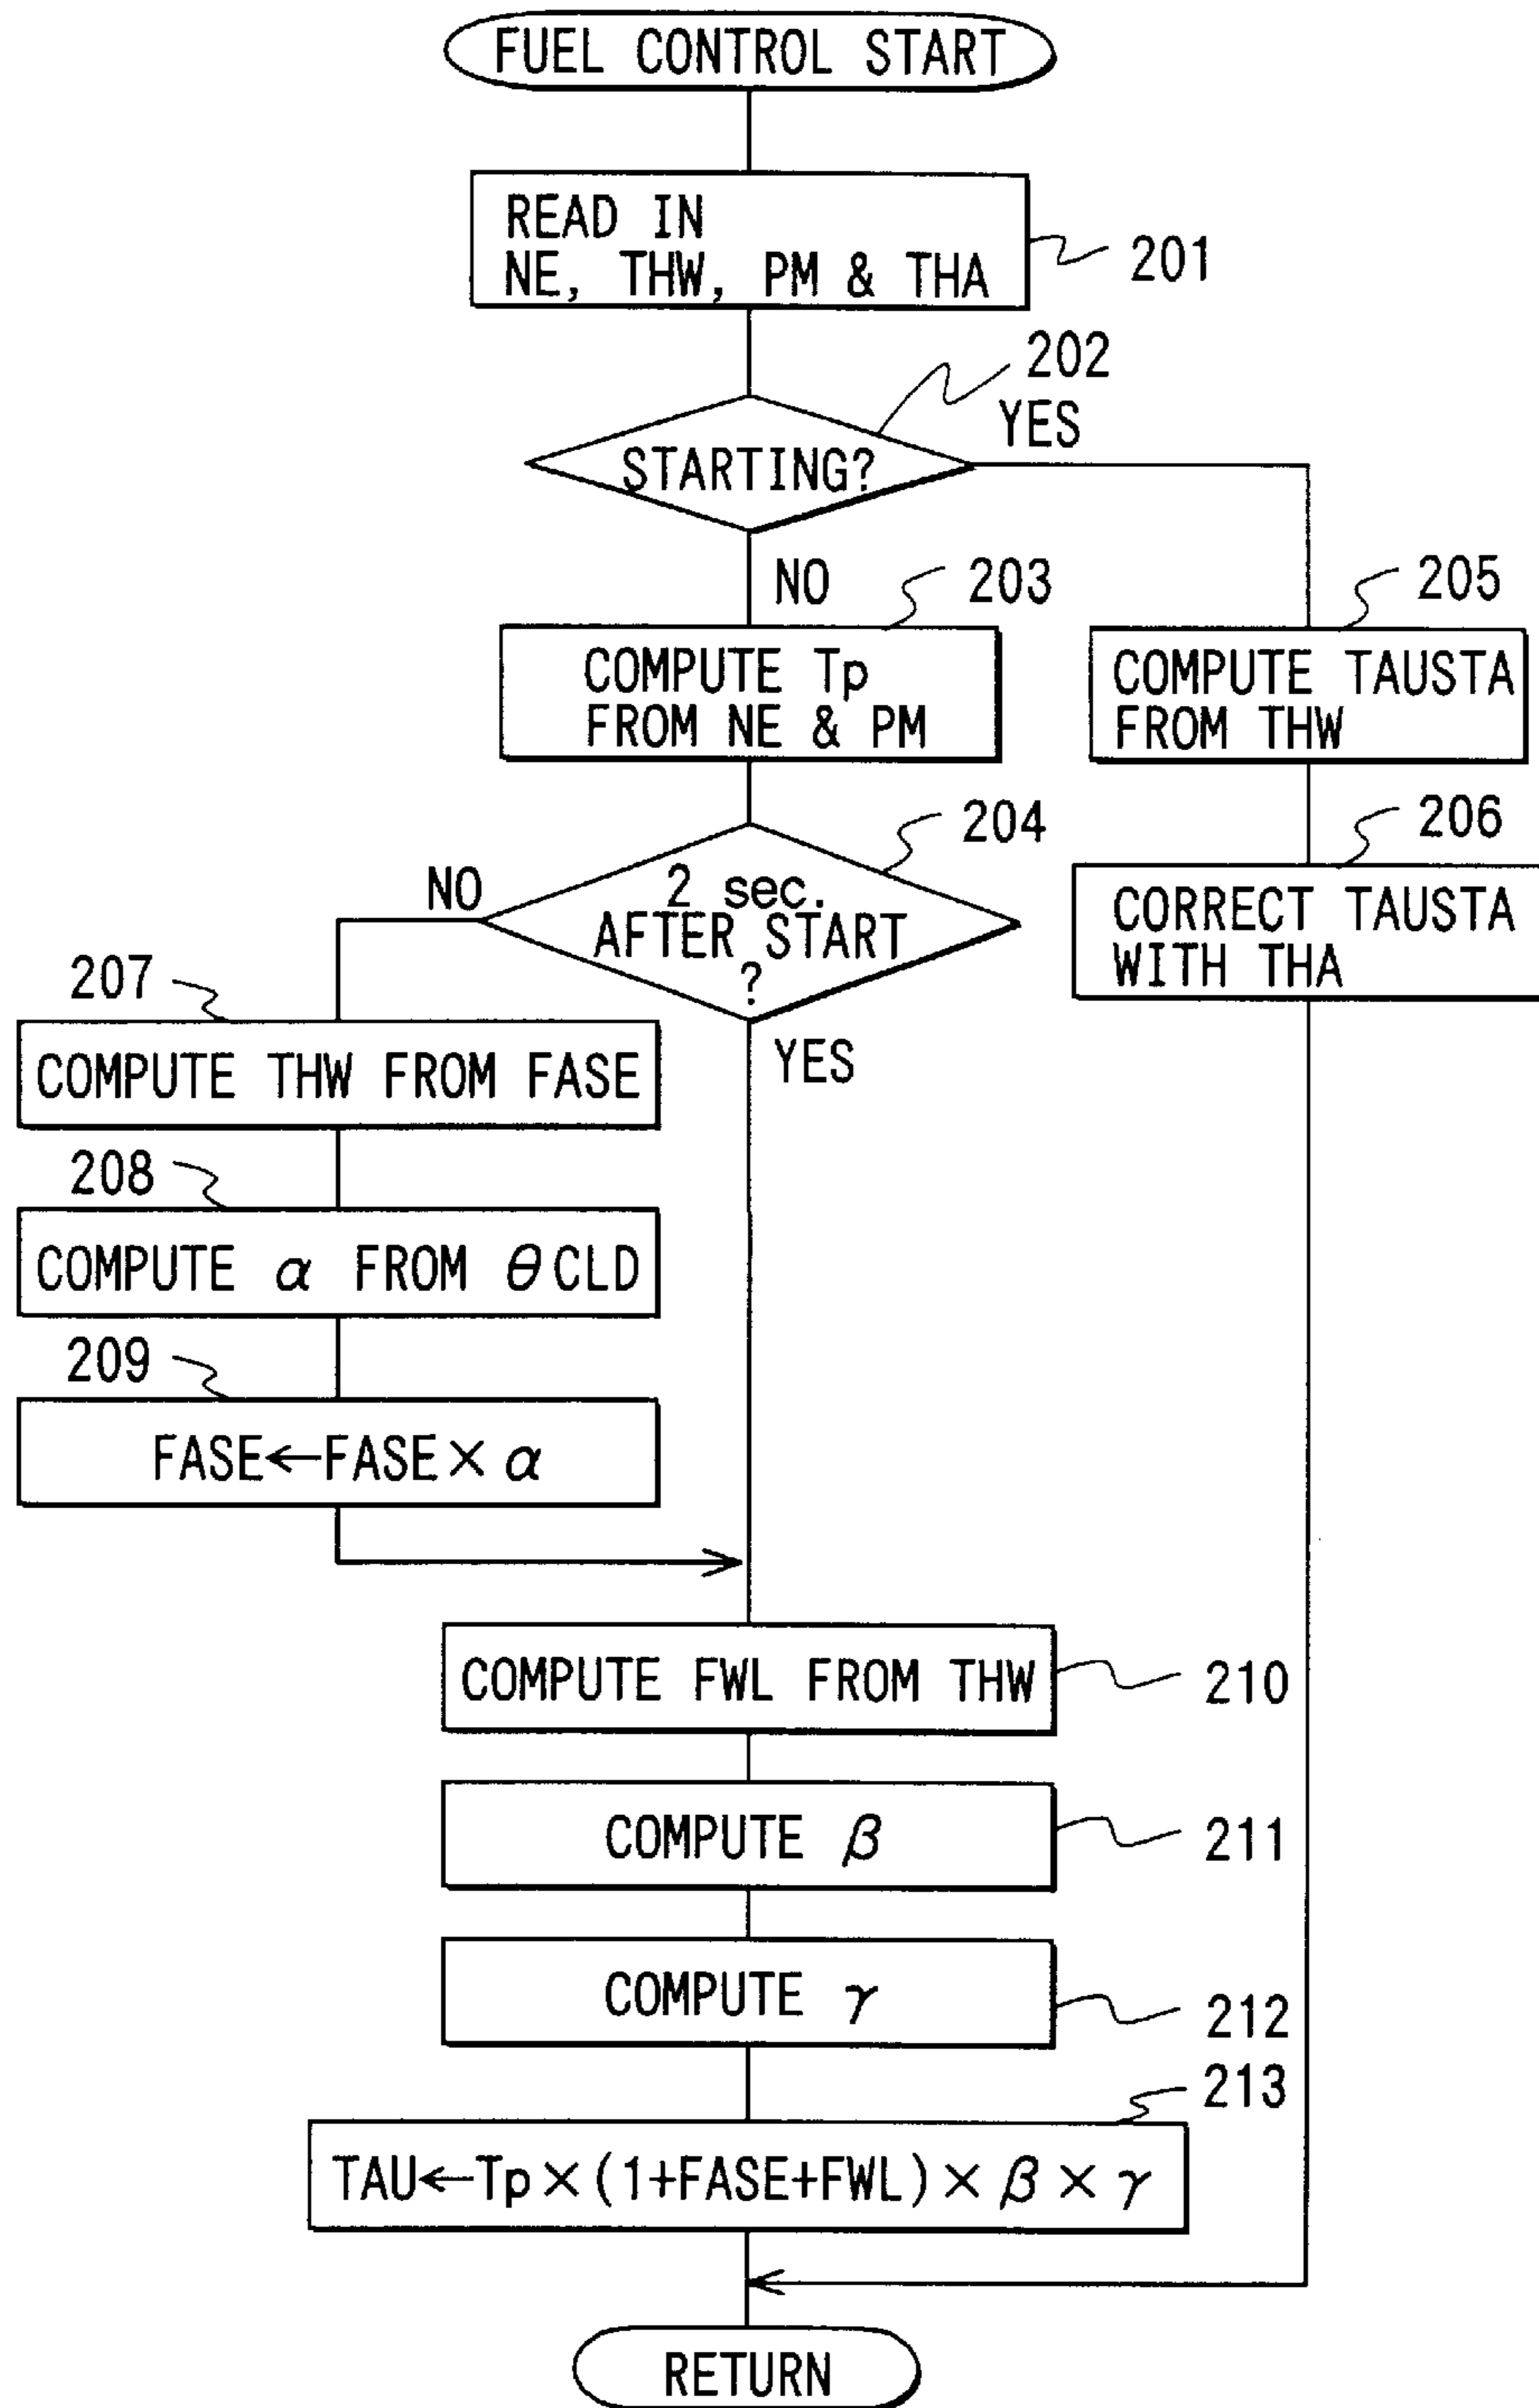 FUEL CONTROL START
READ IN
NE, THW, PM & THA
201
202
STARTING?
YES
NO
203
COMPUTE Tp
FROM NE & PM
205
COMPUTE TAUSTA
FROM THW
204
2 sec.
AFTER START
?
NO
YES
206
CORRECT TAUSTA
WITH THA
207
COMPUTE THW FROM FASE
208
COMPUTE α FROM θCLD
209
FASE←FASE×α
COMPUTE FWL FROM THW
210
COMPUTE β
211
COMPUTE γ
212
213
TAU←Tp×(1+FASE+FWL)×β×γ
RETURN